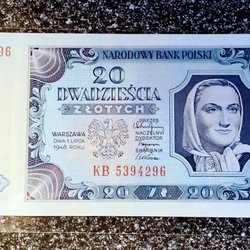 96
NARODOWY BANK POLSKI
20
DWADZIEŚCIA
ZŁOTYCH
WARSZAWA
DNIA 1 LIPCA
1948 ROKU
PREZES
NACZELNY
DYREKTOR
SKARBNIK
KB 5394296
20 ZŁ 20